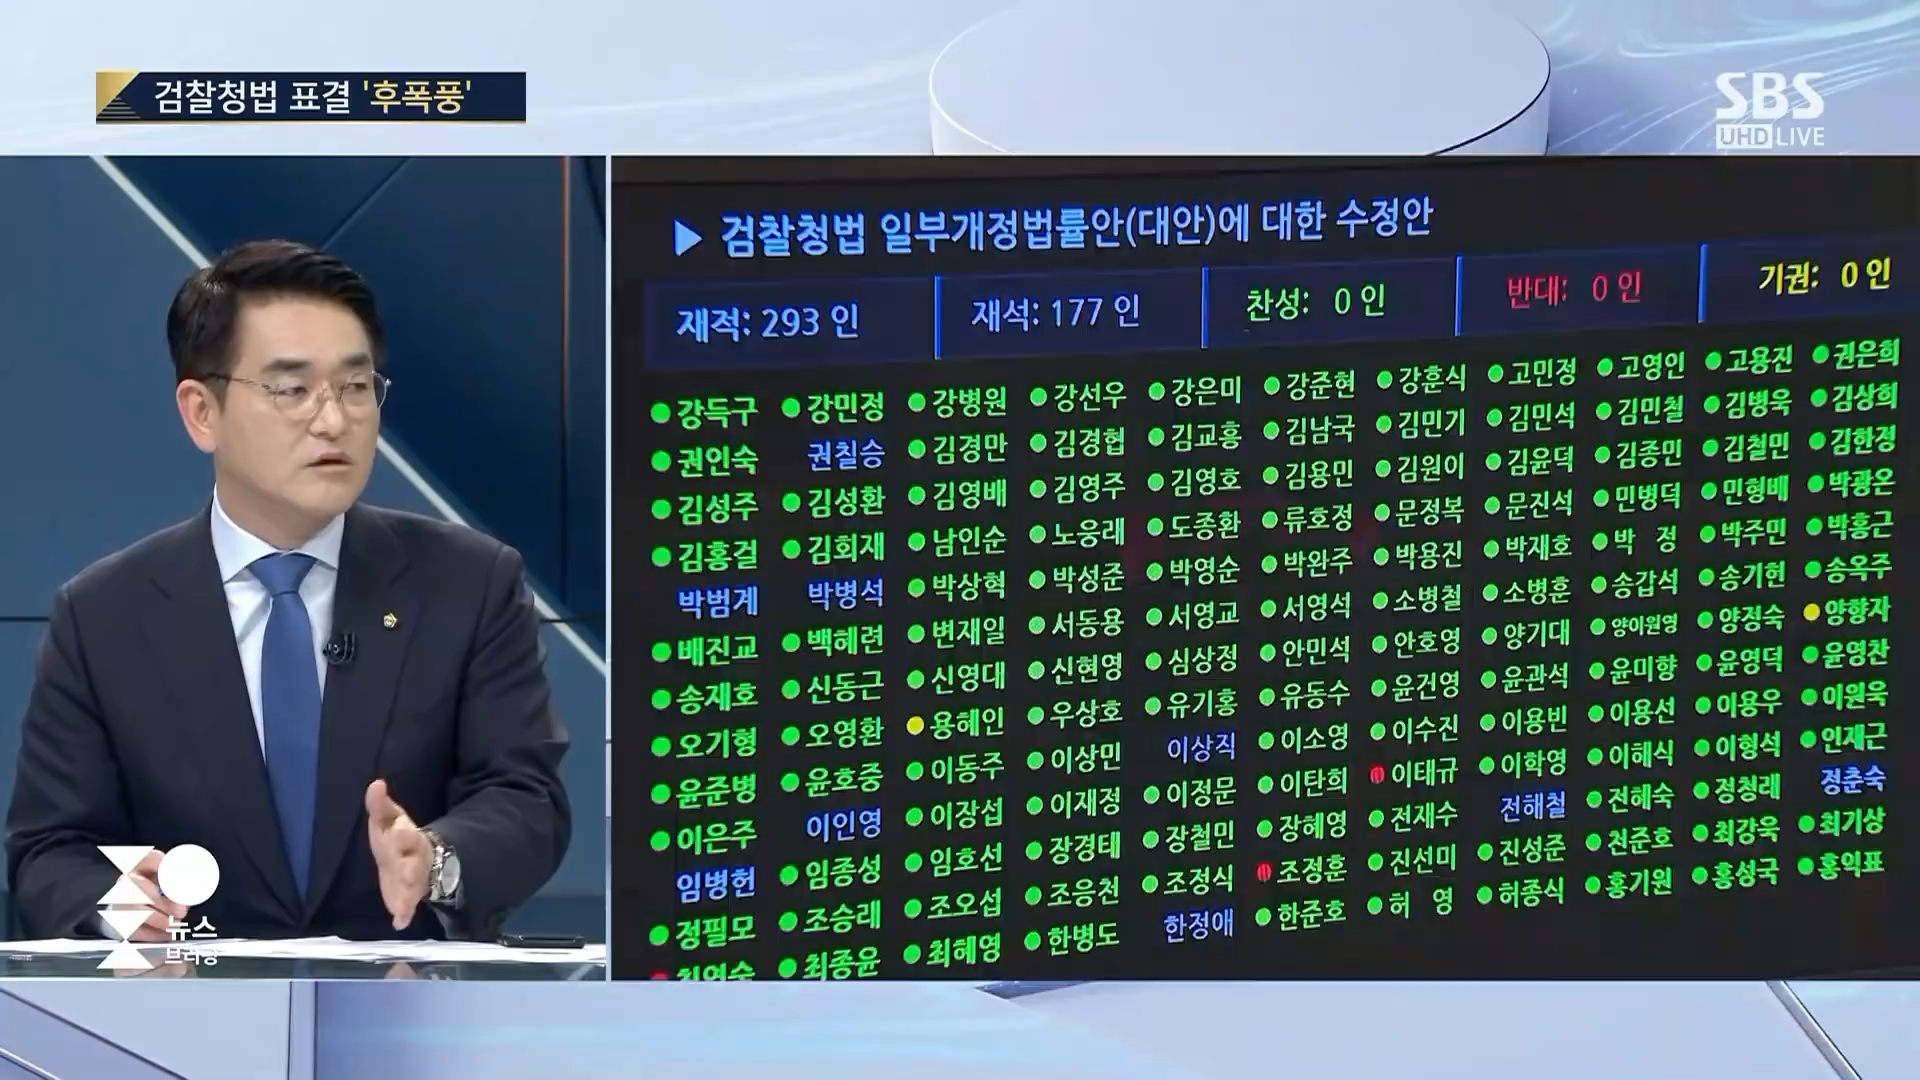 검찰청법 표결 '후폭풍'
SBS
UHD LIVE
▶ 검찰청법 일부개정법률안(대안)에 대한 수정안
재적: 293 인 재석: 177 인 찬성: 0 인 반대: 0 인 기권: 0 인
강득구 강민정 강병원 강선우 강은미 강준현 강훈식 고민정 고영인 고용진 권은희
권인숙 권칠승 김경만 김경협 김교흥 김남국 김민기 김민석 김민철 김병욱 김상희
김성주 김성환 김영배 김영주 김영호 김용민 김원이 김윤덕 김종민 김철민 김한정
김홍걸 김회재 남인순 노웅래 도종환 류호정 문정복 문진석 민병덕 민형배 박광온
박범계 박병석 박상혁 박성준 박영순 박완주 박용진 박재호 박 정 박주민 박홍근
배진교 백혜련 변재일 서동용 서영교 서영석 소병철 소병훈 송갑석 송기헌 송옥주
송재호 신동근 신영대 신현영 심상정 안민석 안호영 양기대 양이원영 양정숙 양향자
오기형 오영환 용혜인 우상호 유기홍 유동수 윤건영 윤관석 윤미향 윤영덕 윤영찬
윤준병 윤호중 이동주 이상민 이상직 이소영 이수진 이용빈 이용선 이용우 이원욱
이은주 이인영 이장섭 이재정 이정문 이탄희 이태규 이학영 이해식 이형석 인재근
임병헌 임종성 임호선 장경태 장철민 장혜영 전재수 전해철 전혜숙 정청래 정춘숙
정필모 조승래 조오섭 조응천 조정식 조정훈 진선미 진성준 천준호 최강욱 최기상
최종윤 최혜영 한병도 한정애 한준호 허 영 허종식 홍기원 홍성국 홍익표
뉴스
브리핑